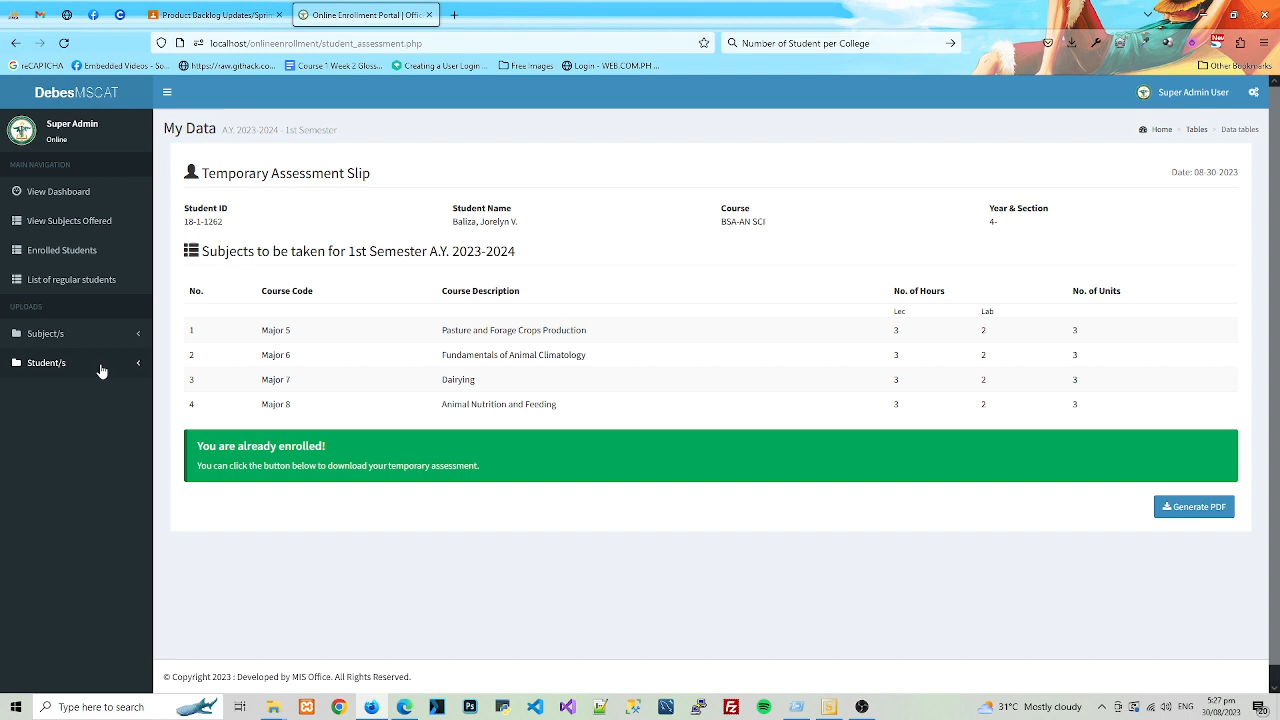 Product Updates/Sprin
Online Enrollment Portal | Offic
localhost/onlineenrollment/student_assessment.php
Number of Student per College
New
reCAPTCHA
Embedded Videos - So...
https://raw.githack.co...
Course 1 Week 2 Gloss...
Creating a User Login ...
Free Images
Login - WEB.COM.PH ...
Other Bookmarks
DebesMSCAT
Super Admin User
Super Admin
Online
My Data A.Y. 2023-2024 - 1st Semester
Home
Tables
Data tables
MAIN NAVIGATION
View Dashboard
View Subjects Offered
Enrolled Students
List of regular students
UPLOADS
Subject/s
Student/s
Temporary Assessment Slip
Date: 08-30-2023
Student ID Student Name Course Year & Section
18-1-1262 Baliza, Jorelyn V. BSA-AN SCI 4-
Subjects to be taken for 1st Semester A.Y. 2023-2024
No. Course Code Course Description No. of Hours No. of Units
Lec Lab
1 Major 5 Pasture and Forage Crops Production 3 2 3
2 Major 6 Fundamentals of Animal Climatology 3 2 3
3 Major 7 Dairying 3 2 3
4 Major 8 Animal Nutrition and Feeding 3 2 3
You are already enrolled!
You can click the button below to download your temporary assessment.
Generate PDF
© Copyright 2023 : Developed by MIS Office. All Rights Reserved.
Type here to search
31°C Mostly cloudy
ENG
5:27 pm
30/08/2023